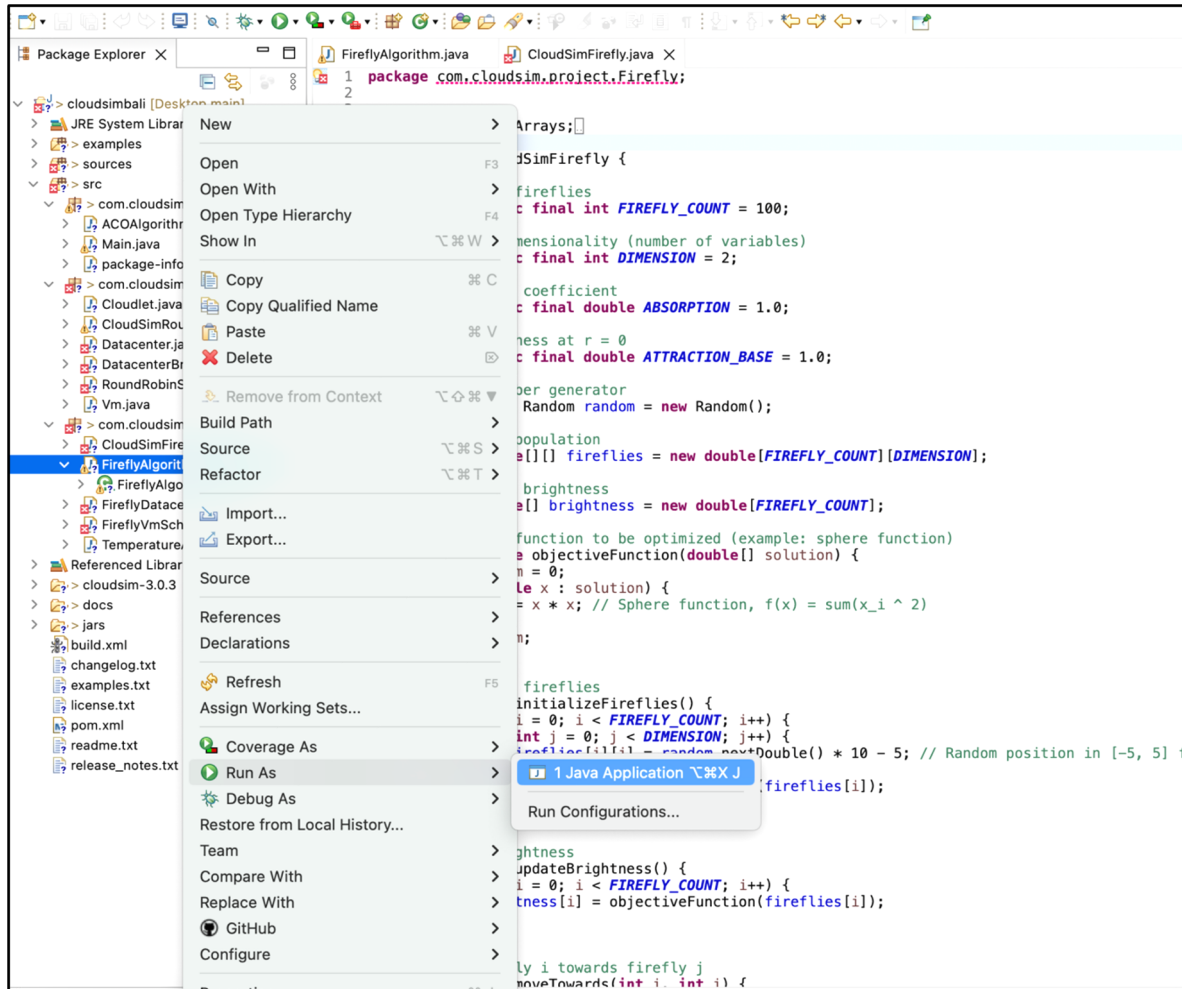 Package Explorer
FireflyAlgorithm.java
CloudSimFirefly.java
> cloudsimbali [Desktop main]
JRE System Librar
> examples
> sources
> src
> com.cloudsim
ACOAlgorithm
Main.java
package-info
> com.cloudsim
Cloudlet.java
CloudSimRou
Datacenter.ja
DatacenterBr
RoundRobinS
Vm.java
> com.cloudsim
CloudSimFire
FireflyAlgorit
FireflyAlgo
FireflyDatace
FireflyVmSch
Temperature
Referenced Librar
> cloudsim-3.0.3
> docs
> jars
build.xml
changelog.txt
examples.txt
license.txt
pom.xml
readme.txt
release_notes.txt
New
Open F3
Open With
Open Type Hierarchy F4
Show In ⌥⌘W
Copy ⌘C
Copy Qualified Name
Paste ⌘V
Delete
Remove from Context ⌥⇧⌘▼
Build Path
Source ⌥⌘S
Refactor ⌥⌘T
Import...
Export...
Source
References
Declarations
Refresh F5
Assign Working Sets...
Coverage As
Run As
Debug As
Restore from Local History...
Team
Compare With
Replace With
GitHub
Configure
1 Java Application ⌥⌘X J
Run Configurations...
1 package com.cloudsim.project.Firefly;
2
Arrays;
dSimFirefly {
fireflies
c final int FIREFLY_COUNT = 100;
mensionality (number of variables)
c final int DIMENSION = 2;
coefficient
c final double ABSORPTION = 1.0;
ness at r = 0
c final double ATTRACTION_BASE = 1.0;
ber generator
Random random = new Random();
population
e[][] fireflies = new double[FIREFLY_COUNT][DIMENSION];
brightness
e[] brightness = new double[FIREFLY_COUNT];
function to be optimized (example: sphere function)
e objectiveFunction(double[] solution) {
m = 0;
le x : solution) {
= x * x; // Sphere function, f(x) = sum(x_i ^ 2)
m;
fireflies
initializeFireflies() {
i = 0; i < FIREFLY_COUNT; i++) {
int j = 0; j < DIMENSION; j++) {
fireflies[i][j] = random.nextDouble() * 10 - 5; // Random position in [-5, 5]
(fireflies[i]);
ghtness
updateBrightness() {
i = 0; i < FIREFLY_COUNT; i++) {
tness[i] = objectiveFunction(fireflies[i]);
ly i towards firefly j
moveTowards(int i, int j) {